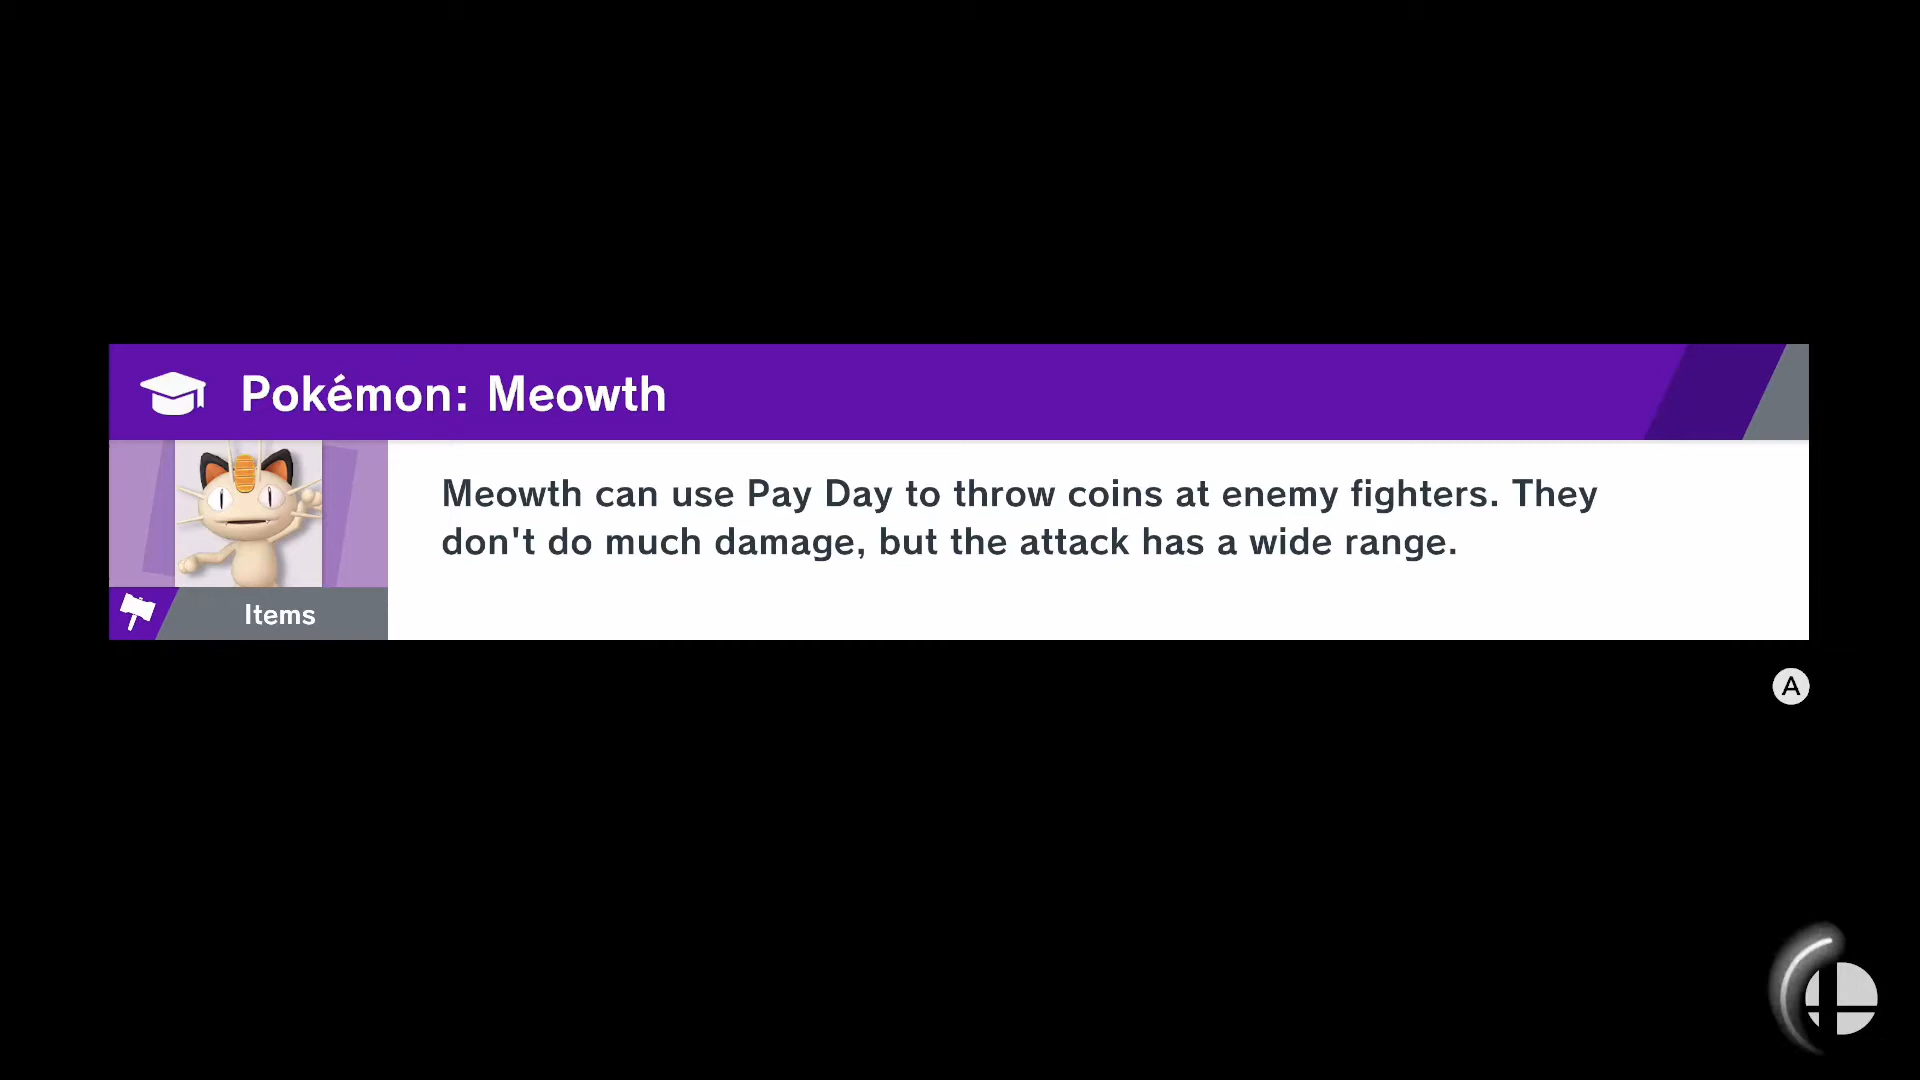 Pokémon: Meowth
Meowth can use Pay Day to throw coins at enemy fighters. They
don't do much damage, but the attack has a wide range.
Items
A